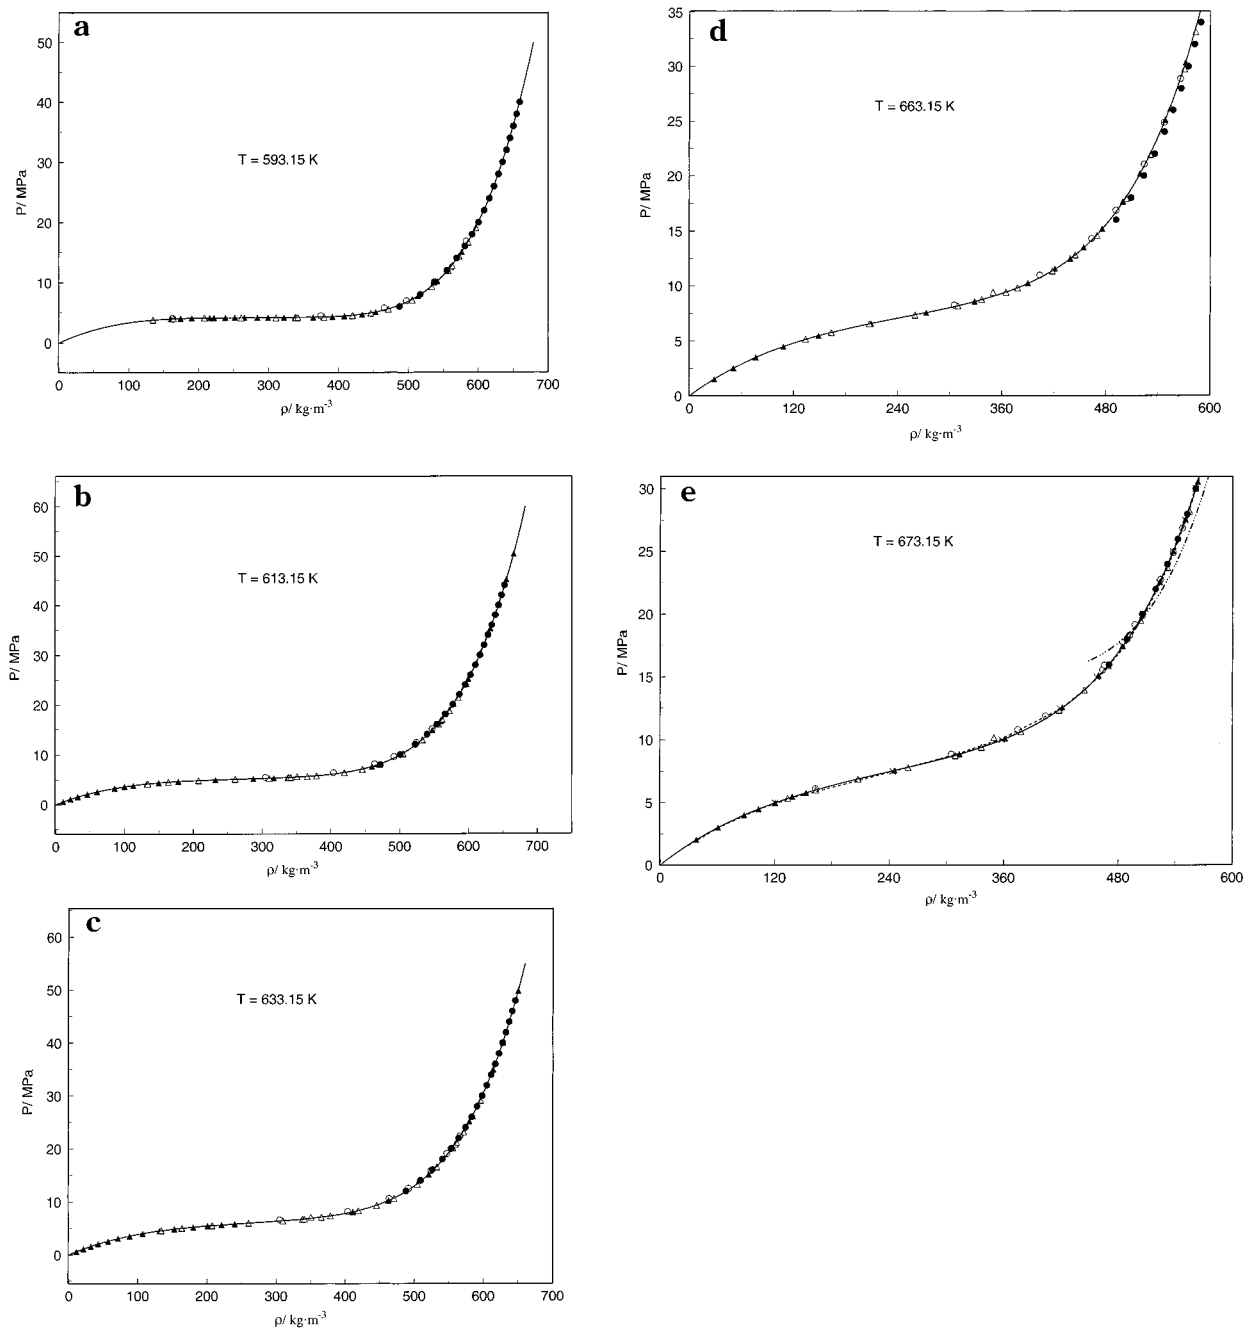 a
50
40
30
20
10
0
P/ MPa
T = 593.15 K
0 100 200 300 400 500 600 700
ρ/ kg·m⁻³
b
60
50
40
30
20
10
0
P/ MPa
T = 613.15 K
0 100 200 300 400 500 600 700
ρ/ kg·m⁻³
c
60
50
40
30
20
10
0
P/ MPa
T = 633.15 K
0 100 200 300 400 500 600 700
ρ/ kg·m⁻³
d
35
30
25
20
15
10
5
0
P/ MPa
T = 663.15 K
0 120 240 360 480 600
ρ/ kg·m⁻³
e
30
25
20
15
10
5
0
P/ MPa
T = 673.15 K
0 120 240 360 480 600
ρ/ kg·m⁻³